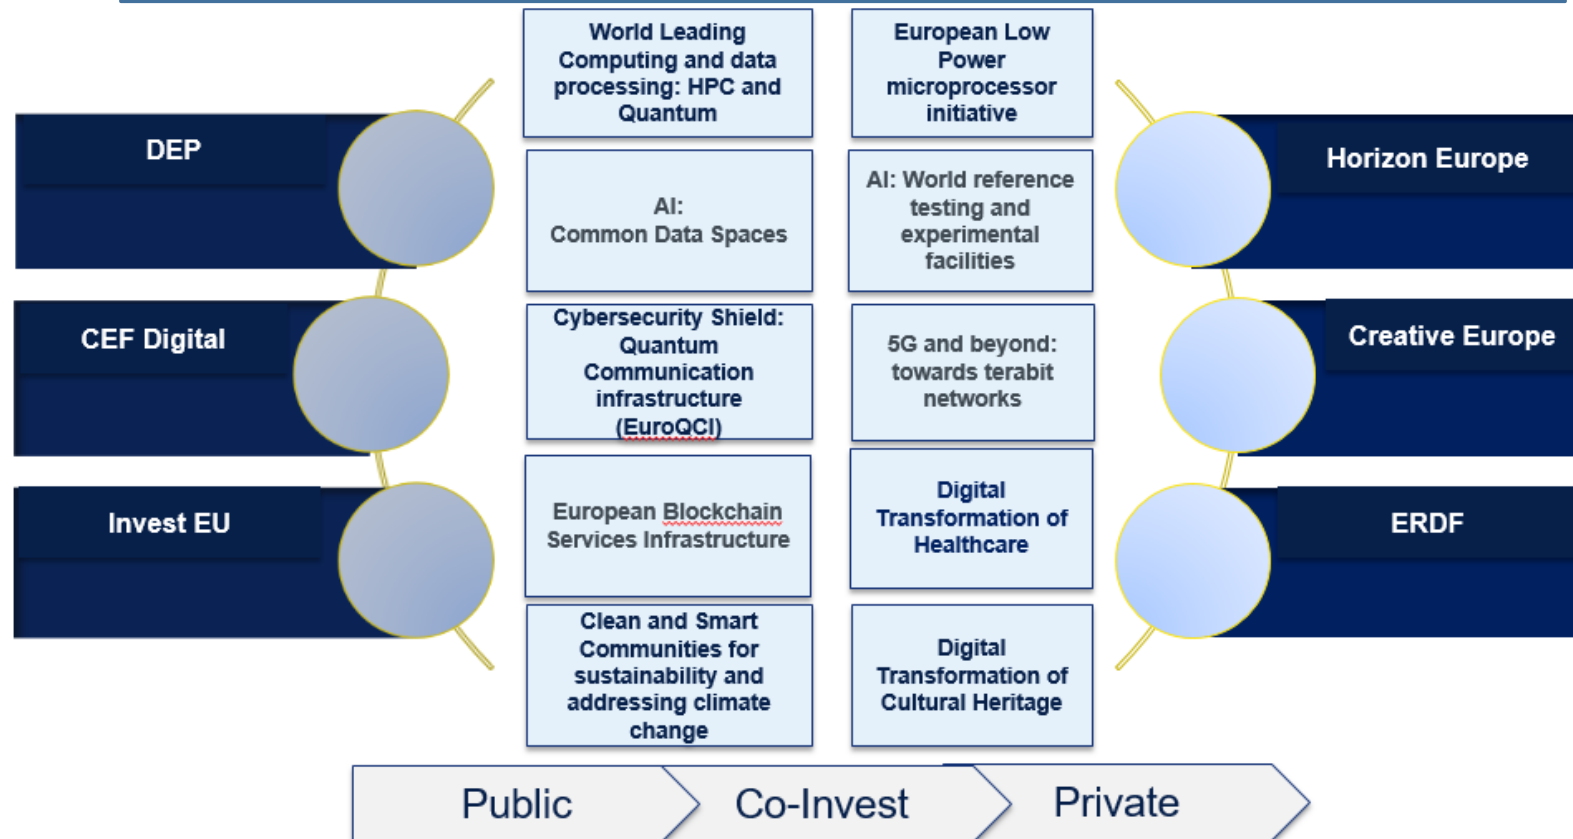 World Leading
Computing and data
processing: HPC and
Quantum
European Low
Power
microprocessor
initiative
DEP
Horizon Europe
AI:
Common Data Spaces
AI: World reference
testing and
experimental
facilities
CEF Digital
Cybersecurity Shield:
Quantum
Communication
infrastructure
(EuroQCI)
5G and beyond:
towards terabit
networks
Creative Europe
Invest EU
European Blockchain
Services Infrastructure
Digital
Transformation of
Healthcare
ERDF
Clean and Smart
Communities for
sustainability and
addressing climate
change
Digital
Transformation of
Cultural Heritage
Public
Co-Invest
Private